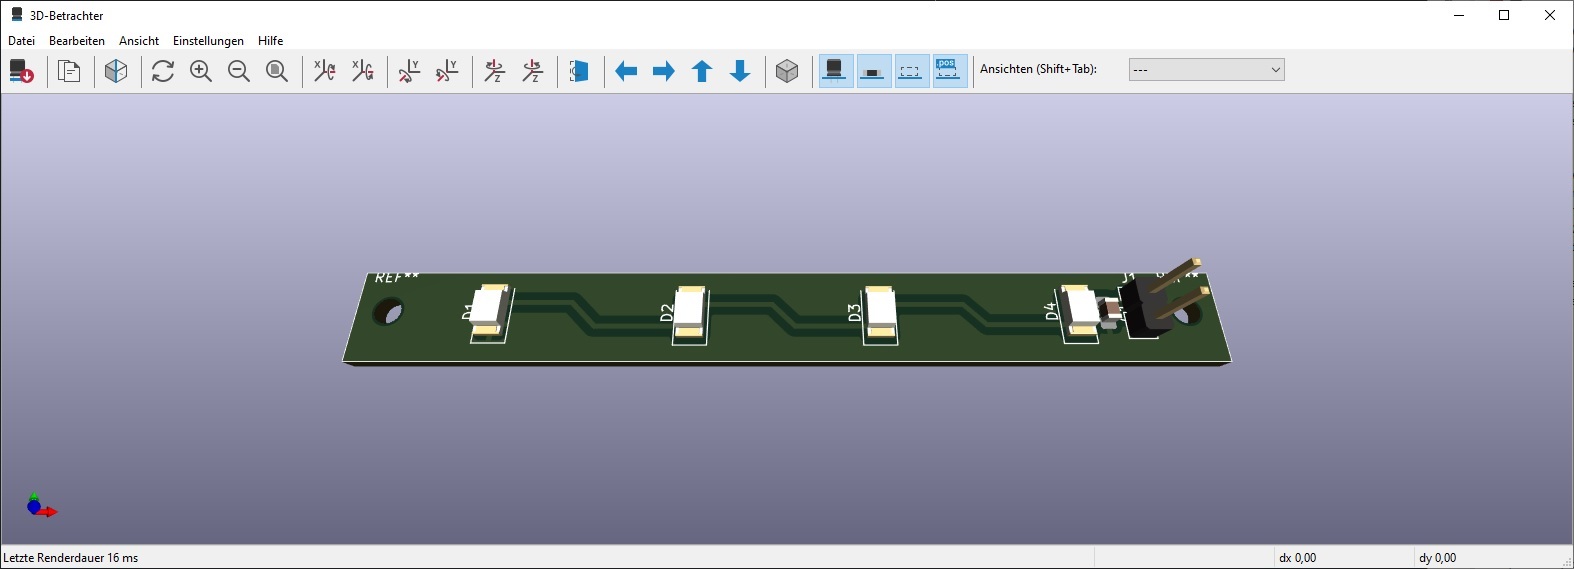 3D-Betrachter
Datei Bearbeiten Ansicht Einstellungen Hilfe
X X Y Y Z Z .pos Ansichten (Shift+Tab): ---
REF**
D1
D2
D3
D4
J1
Letzte Renderdauer 16 ms dx 0,00 dy 0,00